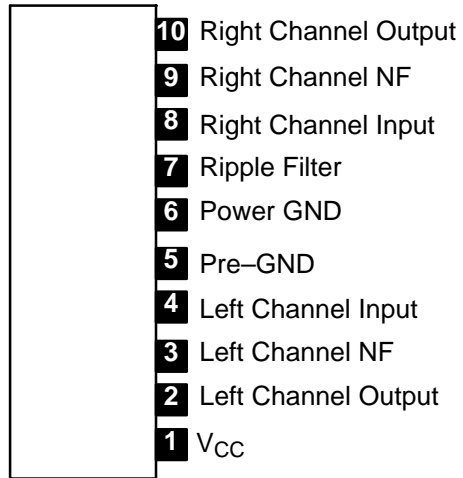 10 Right Channel Output
9 Right Channel NF
8 Right Channel Input
7 Ripple Filter
6 Power GND
5 Pre–GND
4 Left Channel Input
3 Left Channel NF
2 Left Channel Output
1 VCC